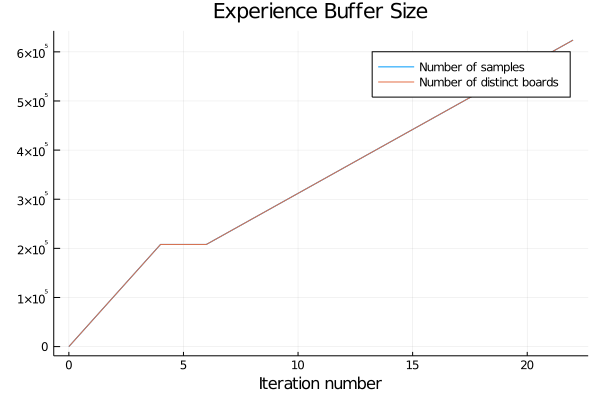 Experience Buffer Size
6×10⁵
5×10⁵
4×10⁵
3×10⁵
2×10⁵
1×10⁵
0
Number of samples
Number of distinct boards
0 5 10 15 20
Iteration number